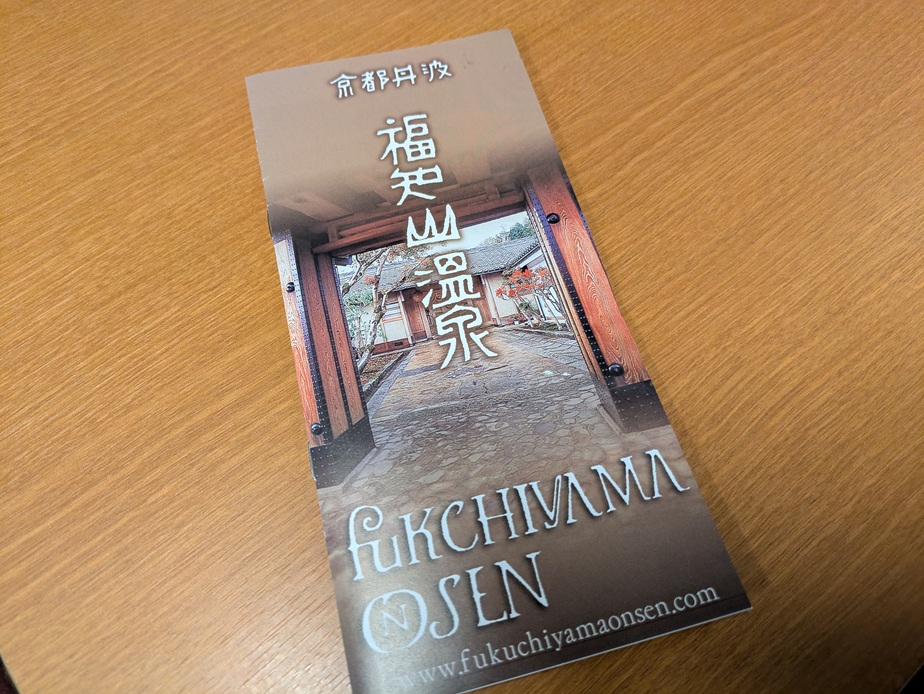 京都丹波
福知山温泉
fuKCHIYAMA
ONSEN
www.fukuchiyamaonsen.com